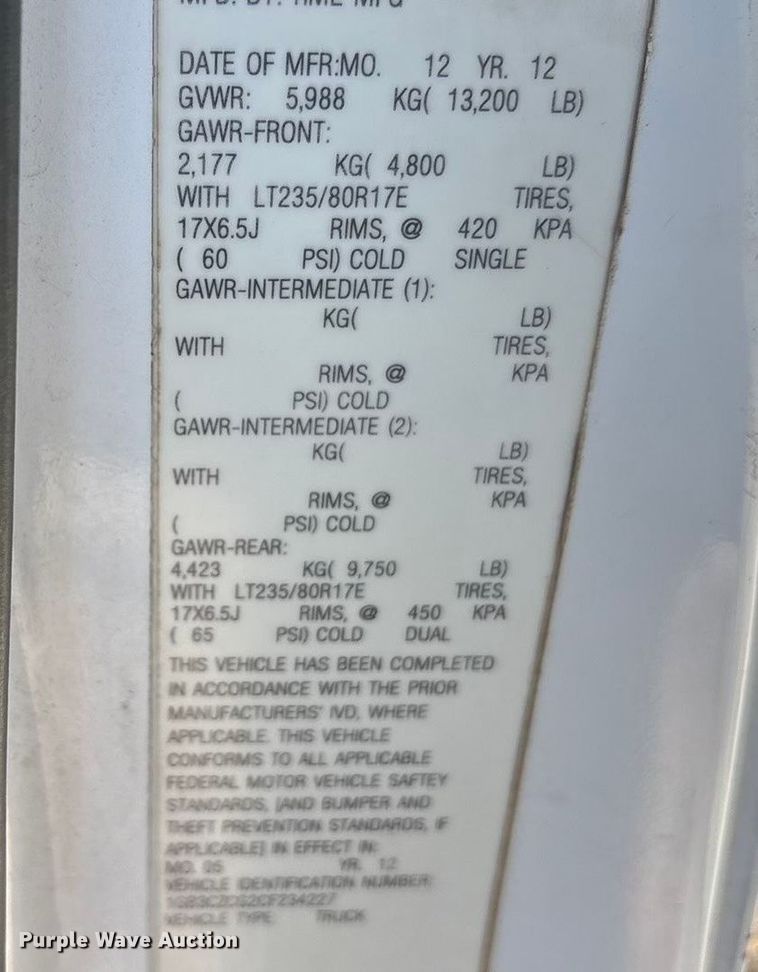 MFD. BY: TIME MFG
DATE OF MFR:MO. 12 YR. 12
GVWR: 5,988 KG( 13,200 LB)
GAWR-FRONT:
2,177 KG( 4,800 LB)
WITH LT235/80R17E TIRES,
17X6.5J RIMS, @ 420 KPA
( 60 PSI) COLD SINGLE
GAWR-INTERMEDIATE (1):
KG( LB)
WITH TIRES,
RIMS, @ KPA
( PSI) COLD
GAWR-INTERMEDIATE (2):
KG( LB)
WITH TIRES,
RIMS, @ KPA
( PSI) COLD
GAWR-REAR:
4,423 KG( 9,750 LB)
WITH LT235/80R17E TIRES,
17X6.5J RIMS, @ 450 KPA
( 65 PSI) COLD DUAL
THIS VEHICLE HAS BEEN COMPLETED
IN ACCORDANCE WITH THE PRIOR
MANUFACTURERS' IVD, WHERE
APPLICABLE. THIS VEHICLE
CONFORMS TO ALL APPLICABLE
FEDERAL MOTOR VEHICLE SAFTEY
STANDARDS, [AND BUMPER AND
THEFT PREVENTION STANDARDS, IF
APPLICABLE] IN EFFECT IN:
MO. YR. 12
VEHICLE IDENTIFICATION NUMBER:
VEHICLE TYPE TRUCK
Purple Wave Auction